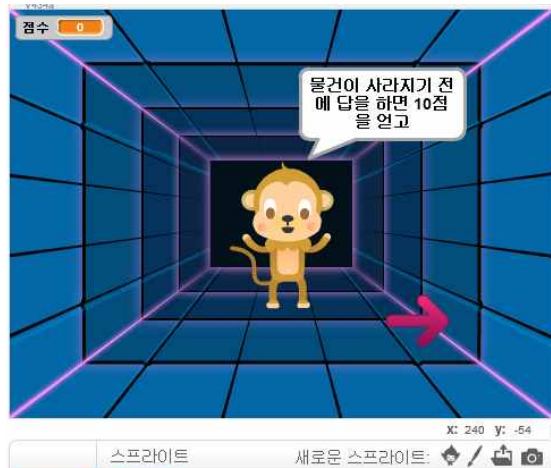 v454a
점수 0
물건이 사라지기 전
에 답을 하면 10점
을 얻고
x: 240 y: -54
스프라이트 새로운 스프라이트: